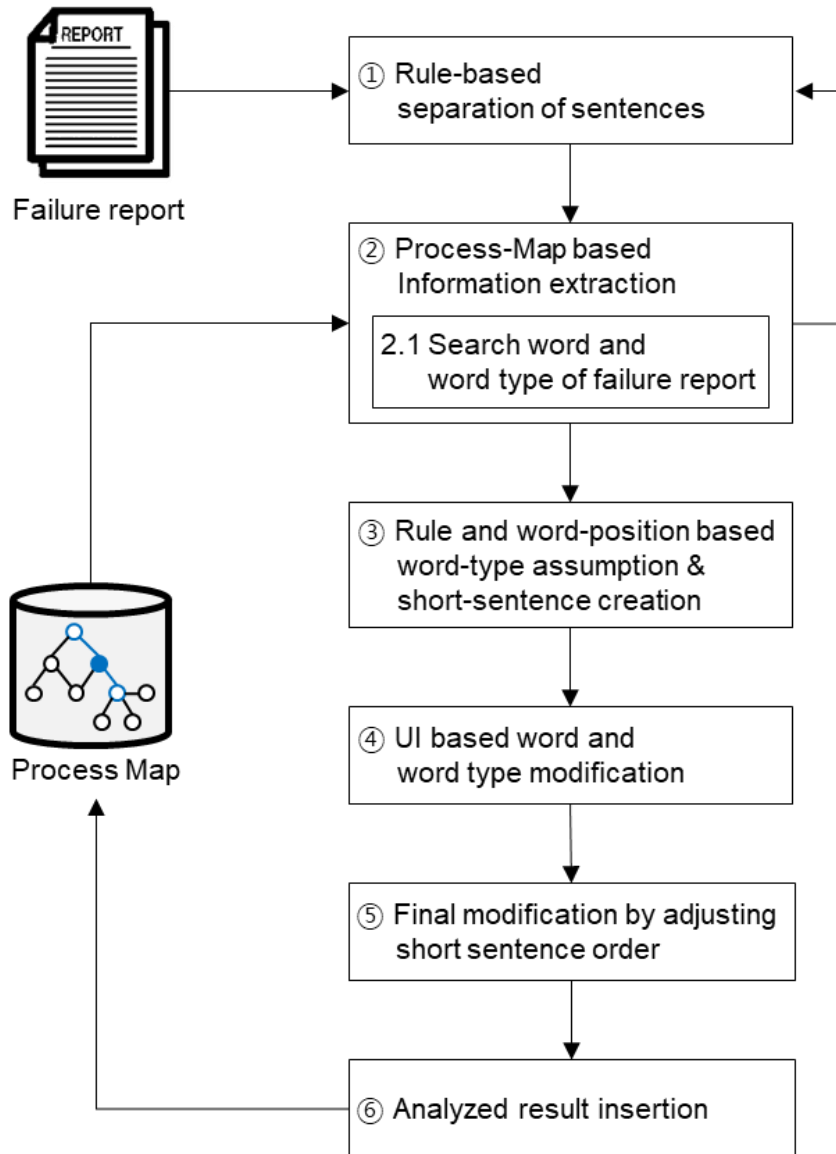 REPORT
Failure report
① Rule-based
separation of sentences
② Process-Map based
Information extraction
2.1 Search word and
word type of failure report
③ Rule and word-position based
word-type assumption &
short-sentence creation
Process Map
④ UI based word and
word type modification
⑤ Final modification by adjusting
short sentence order
⑥ Analyzed result insertion